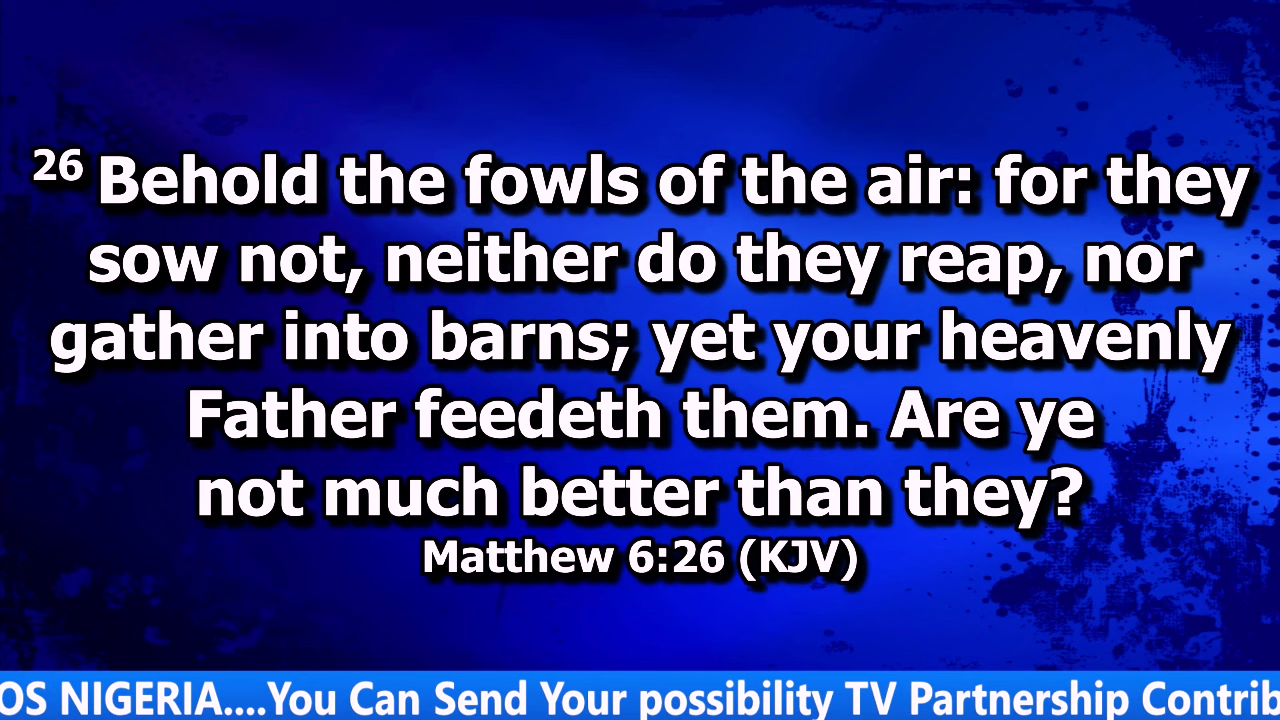 26 Behold the fowls of the air: for they
sow not, neither do they reap, nor
gather into barns; yet your heavenly
Father feedeth them. Are ye
not much better than they?
Matthew 6:26 (KJV)
OS NIGERIA....You Can Send Your possibility TV Partnership Contrib